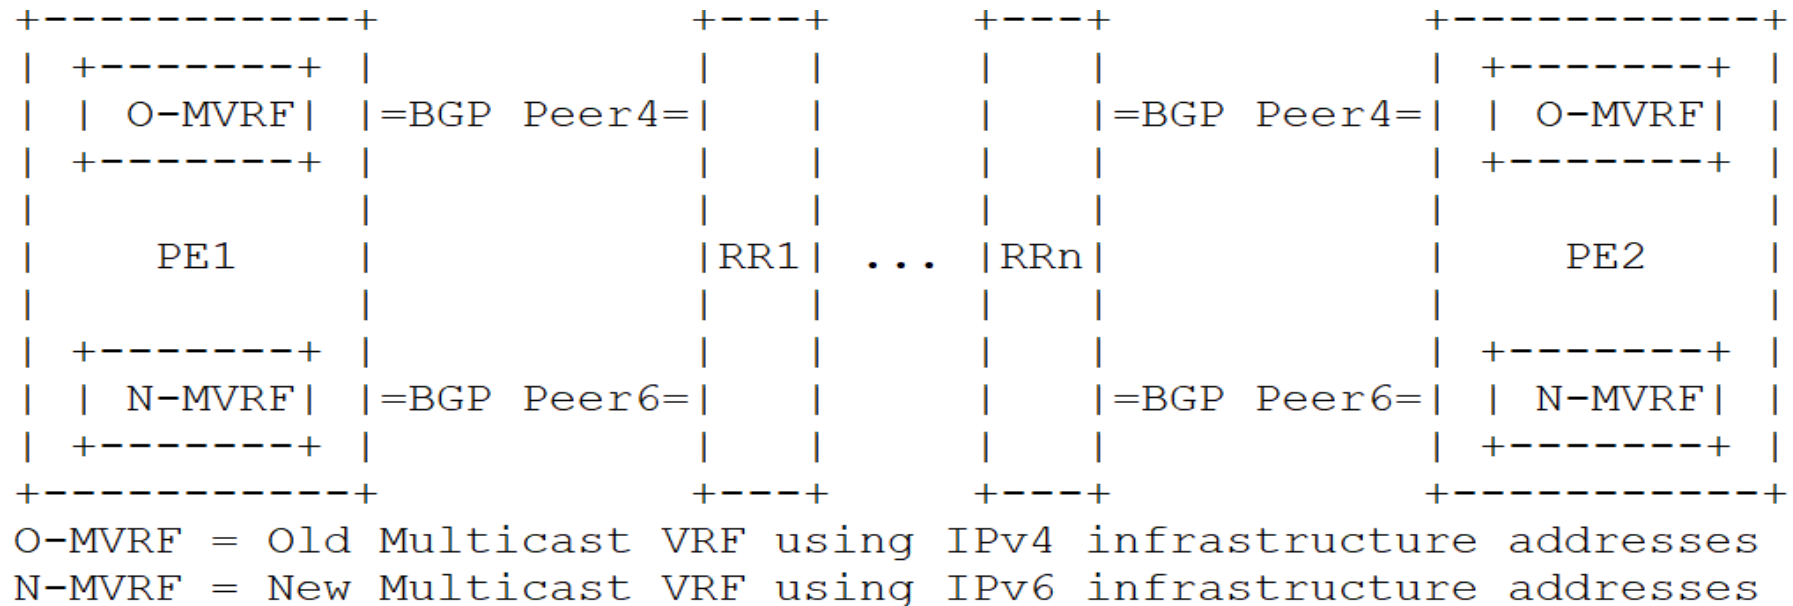 +-----------+             +---+     +---+             +-----------+
| +-------+ |             |   |     |   |             | +-------+ |
| | O-MVRF| |=BGP Peer4=|   |     |   |=BGP Peer4=| | O-MVRF| |
| +-------+ |             |   |     |   |             | +-------+ |
|           |             |   |     |   |             |           |
|    PE1    |             |RR1| ... |RRn|             |    PE2    |
|           |             |   |     |   |             |           |
| +-------+ |             |   |     |   |             | +-------+ |
| | N-MVRF| |=BGP Peer6=|   |     |   |=BGP Peer6=| | N-MVRF| |
| +-------+ |             |   |     |   |             | +-------+ |
+-----------+             +---+     +---+             +-----------+
O-MVRF = Old Multicast VRF using IPv4 infrastructure addresses
N-MVRF = New Multicast VRF using IPv6 infrastructure addresses